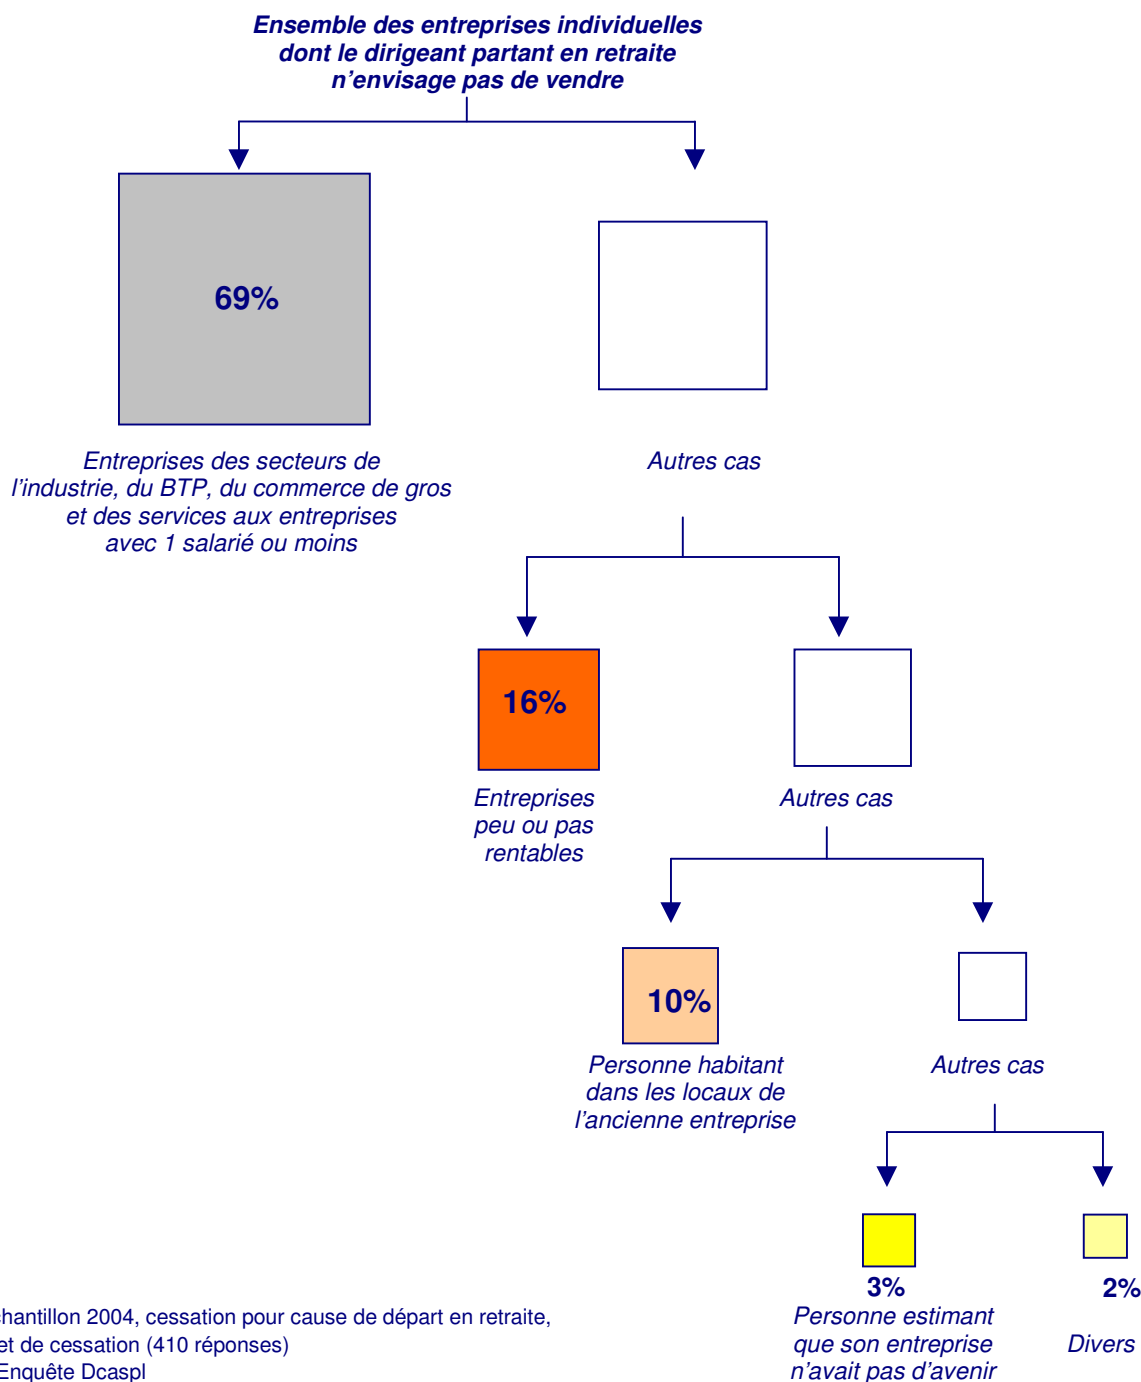 Ensemble des entreprises individuelles
dont le dirigeant partant en retraite
n'envisage pas de vendre
69%
Entreprises des secteurs de
l'industrie, du BTP, du commerce de gros
et des services aux entreprises
avec 1 salarié ou moins
Autres cas
16%
Entreprises
peu ou pas
rentables
Autres cas
10%
Personne habitant
dans les locaux de
l'ancienne entreprise
Autres cas
3%
Personne estimant
que son entreprise
n'avait pas d'avenir
2%
Divers
2004, cessation pour cause de départ en retraite,
et de cessation (410 réponses)
Enquête Dcaspl